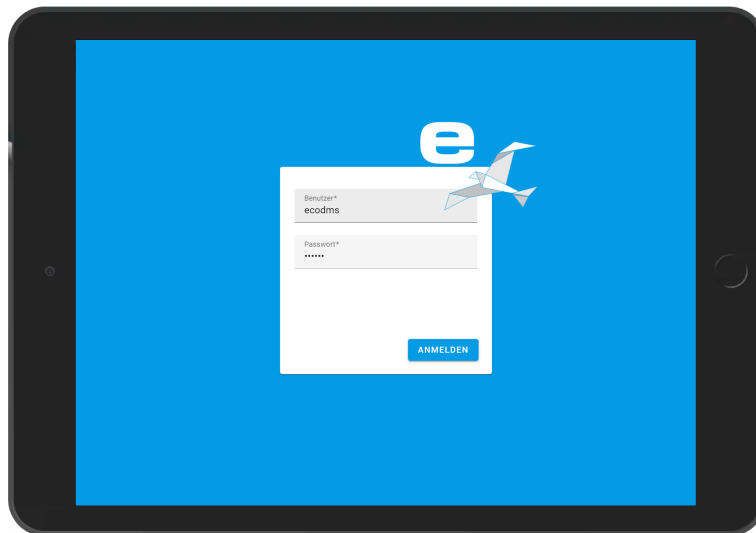 e
Benutzer*
ecodms
Passwort*
••••••
ANMELDEN